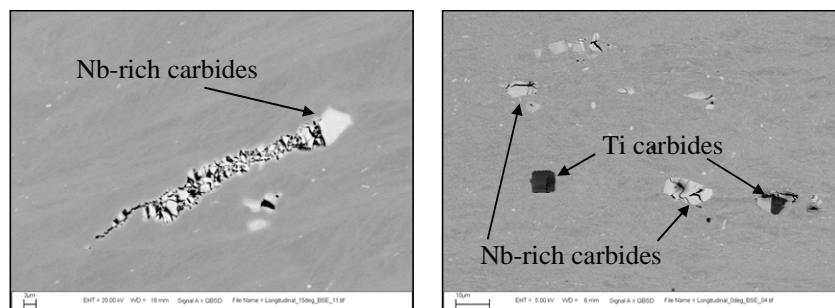 Nb-rich carbides
2μm
EHT = 20.00 kV WD = 18 mm Signal A = QBSD File Name = Longitudinal_15deg_BSE_11.tif
Ti carbides
Nb-rich carbides
10μm
EHT = 5.00 kV WD = 6 mm Signal A = QBSD File Name = Longitudinal_0deg_BSE_04.tif